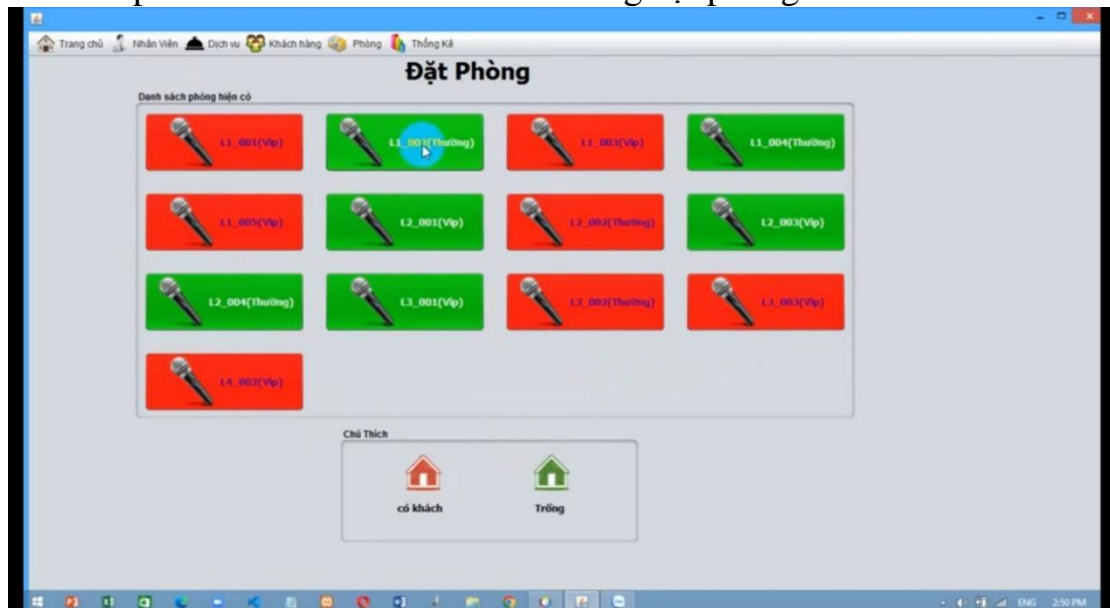 Trang chủ Nhân Viên Dịch vụ Khách hàng Phòng Thống Kê
Đặt Phòng
Danh sách phòng hiện có
L1_001(Vip) L1_002(Thường) L1_003(Vip) L1_004(Thường)
L1_005(Vip) L2_001(Vip) L2_002(Thường) L2_003(Vip)
L2_004(Thường) L3_001(Vip) L3_002(Thường) L3_003(Vip)
L4_002(Vip)
Chú Thích
có khách Trống
ENG 2:50 PM